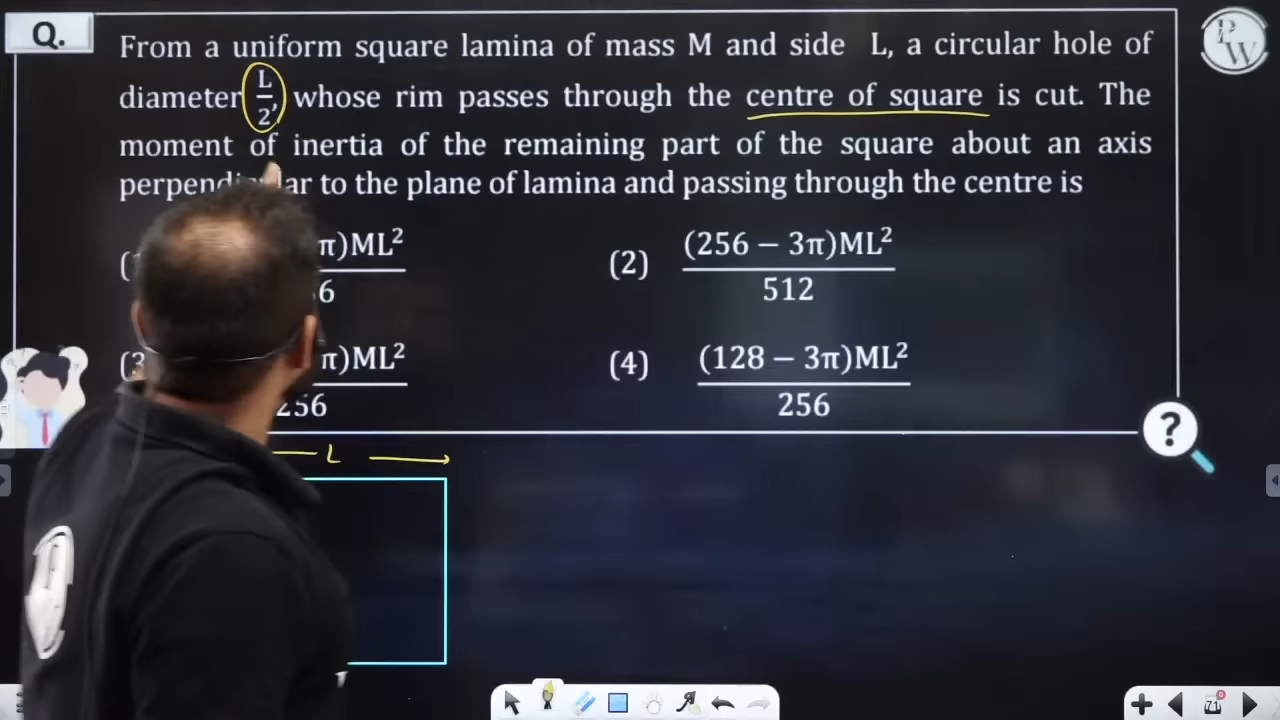 Q.
From a uniform square lamina of mass M and side L, a circular hole of
diameter L/2, whose rim passes through the centre of square is cut. The
moment of inertia of the remaining part of the square about an axis
to the plane of lamina and passing through the centre is
π)ML²
6
(2) (256 − 3π)ML²
512
π)ML²
256
(4) (128 − 3π)ML²
256
L
PW
?
71